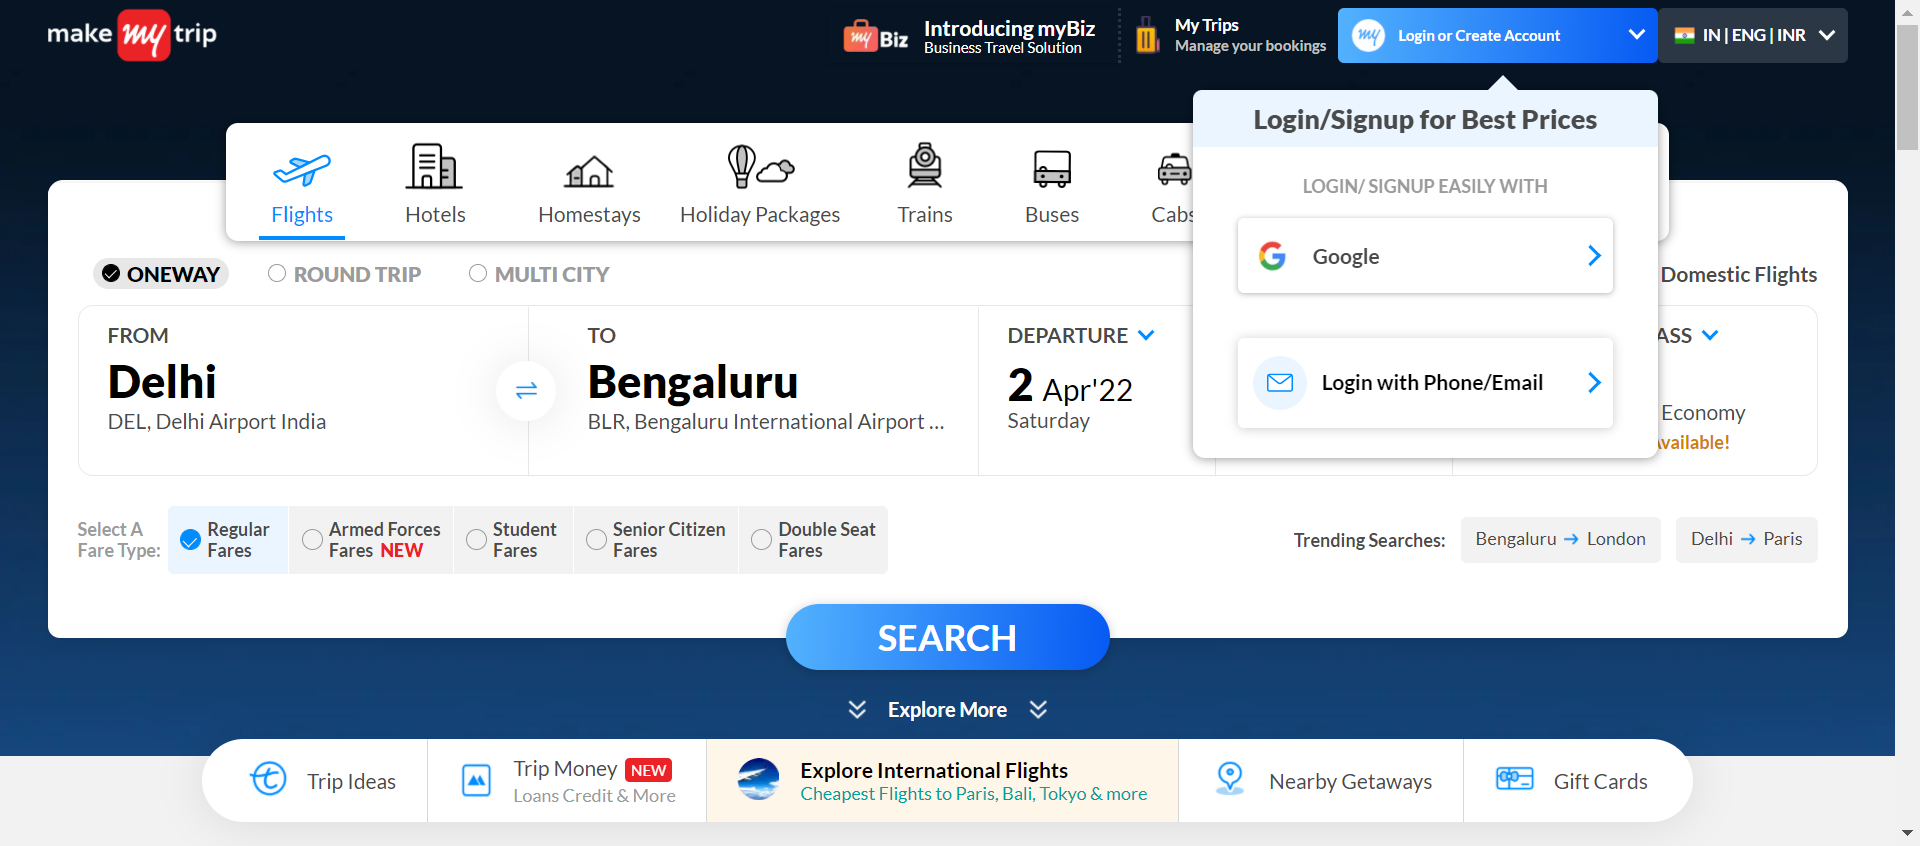 make my trip
my Biz
Introducing myBiz
Business Travel Solution
My Trips
Manage your bookings
my
Login or Create Account
IN | ENG | INR
Login/Signup for Best Prices
LOGIN/ SIGNUP EASILY WITH
Google
Login with Phone/Email
Flights
Hotels
Homestays
Holiday Packages
Trains
Buses
Cabs
ONEWAY
ROUND TRIP
MULTI CITY
Domestic Flights
FROM
Delhi
DEL, Delhi Airport India
TO
Bengaluru
BLR, Bengaluru International Airport ...
DEPARTURE
2 Apr'22
Saturday
ASS
Economy
vailable!
Select A
Fare Type:
Regular
Fares
Armed Forces
Fares NEW
Student
Fares
Senior Citizen
Fares
Double Seat
Fares
Trending Searches:
Bengaluru → London
Delhi → Paris
SEARCH
Explore More
Trip Ideas
Trip Money NEW
Loans Credit & More
Explore International Flights
Cheapest Flights to Paris, Bali, Tokyo & more
Nearby Getaways
Gift Cards